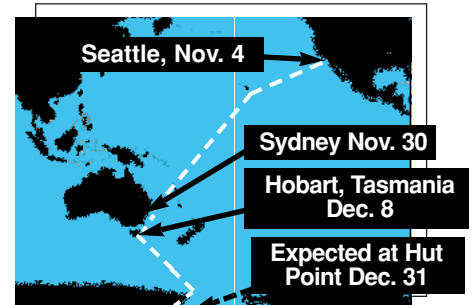 Seattle, Nov. 4
Sydney Nov. 30
Hobart, Tasmania
Dec. 8
Expected at Hut
Point Dec. 31